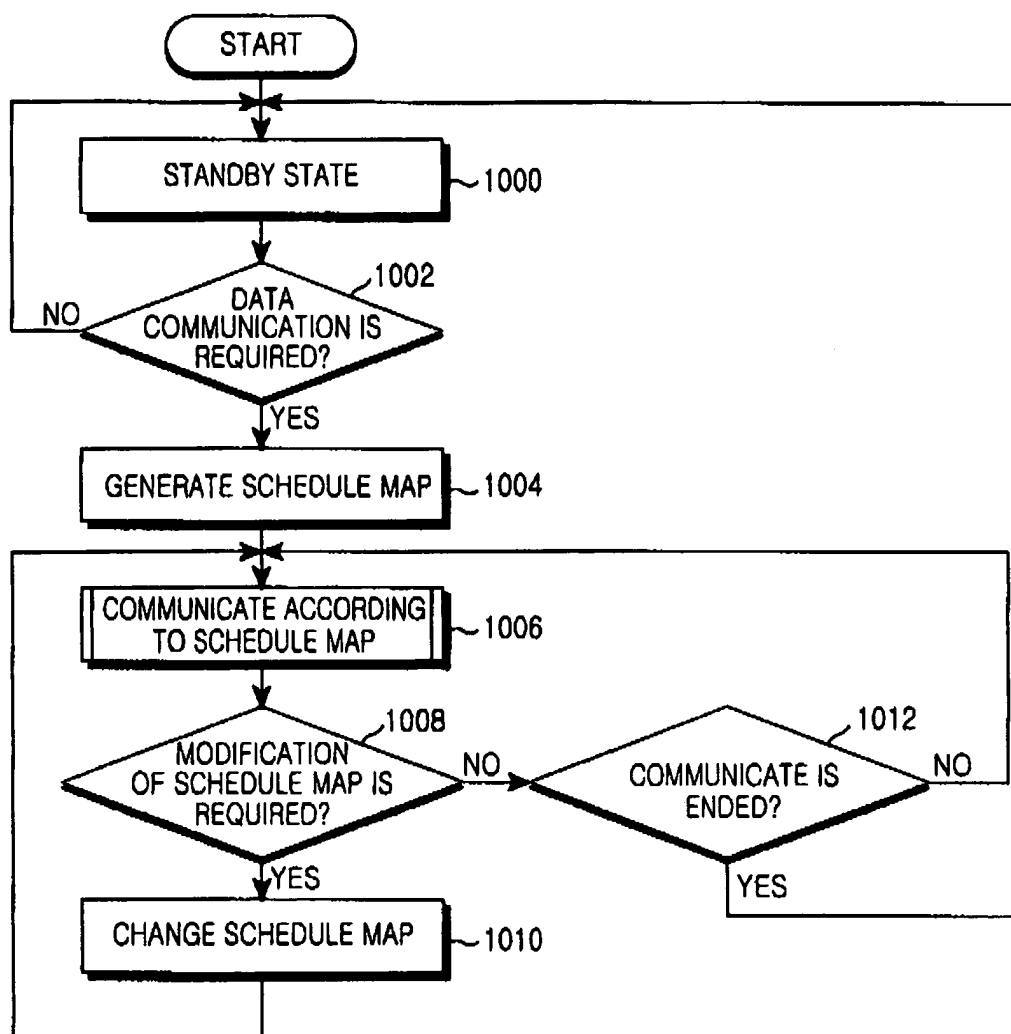 START
STANDBY STATE
1000
1002
DATA
COMMUNICATION IS
REQUIRED?
NO
YES
GENERATE SCHEDULE MAP
1004
COMMUNICATE ACCORDING
TO SCHEDULE MAP
1006
1008
MODIFICATION
OF SCHEDULE MAP IS
REQUIRED?
NO
1012
COMMUNICATE IS
ENDED?
NO
YES
YES
CHANGE SCHEDULE MAP
1010